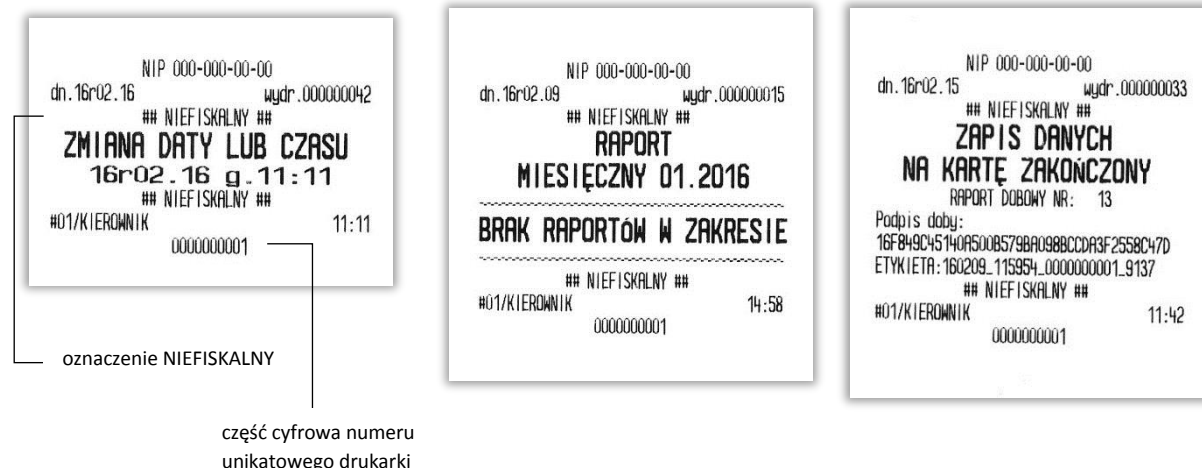 NIP 000-000-00-00
dn.16r02.16 wydr.000000042
## NIEFISKALNY ##
ZMIANA DATY LUB CZASU
16r02.16 g.11:11
## NIEFISKALNY ##
#01/KIEROWNIK 11:11
0000000001
oznaczenie NIEFISKALNY
część cyfrowa numeru
unikatowego drukarki
NIP 000-000-00-00
dn.16r02.09 wydr.000000015
## NIEFISKALNY ##
RAPORT
MIESIĘCZNY 01.2016
BRAK RAPORTÓW W ZAKRESIE
## NIEFISKALNY ##
#01/KIEROWNIK 14:58
0000000001
NIP 000-000-00-00
dn.16r02.15 wydr.000000033
## NIEFISKALNY ##
ZAPIS DANYCH
NA KARTĘ ZAKOŃCZONY
RAPORT DOBOWY NR: 13
Podpis doby:
16F849C45140A500B579BA098BCCDA3F2558C47D
ETYKIETA:160209_115954_0000000001_9137
## NIEFISKALNY ##
#01/KIEROWNIK 11:42
0000000001